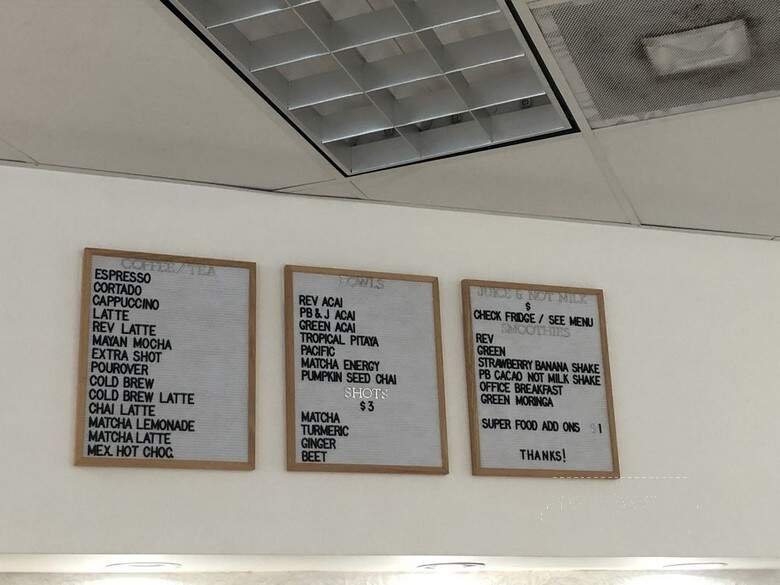 COFFEE/TEA
ESPRESSO
CORTADO
CAPPUCCINO
LATTE
REV LATTE
MAYAN MOCHA
EXTRA SHOT
POUROVER
COLD BREW
COLD BREW LATTE
CHAI LATTE
MATCHA LEMONADE
MATCHA LATTE
MEX. HOT CHOC.
BOWLS
REV ACAI
PB & J ACAI
GREEN ACAI
TROPICAL PITAYA
PACIFIC
MATCHA ENERGY
PUMPKIN SEED CHAI
SHOTS
$3
MATCHA
TURMERIC
GINGER
BEET
JUICE & NOT MILK
$
CHECK FRIDGE / SEE MENU
SMOOTHIES
REV
GREEN
STRAWBERRY BANANA SHAKE
PB CACAO NOT MILK SHAKE
OFFICE BREAKFAST
GREEN MORINGA
SUPER FOOD ADD ONS $1
THANKS!